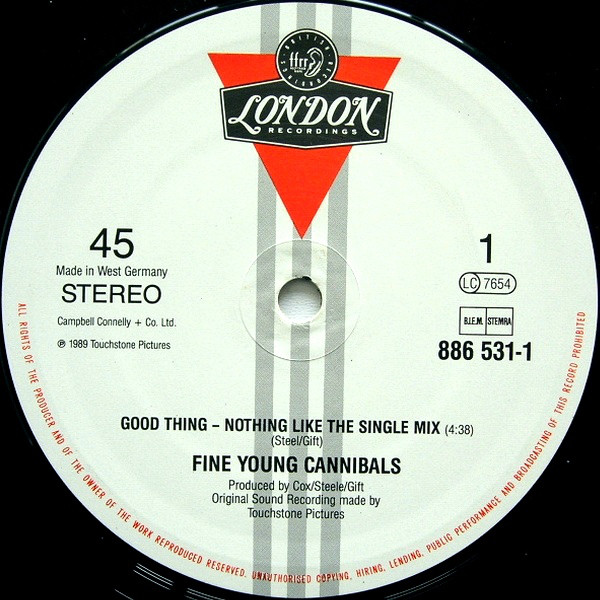 BRITISH
ffrr
RECORDINGS
LONDON
RECORDINGS
45
Made in West Germany
STEREO
Campbell Connelly + Co. Ltd.
℗ 1989 Touchstone Pictures
1
LC 7654
B.I.E.M. STEMRA
886 531-1
GOOD THING – NOTHING LIKE THE SINGLE MIX (4:38)
(Steel/Gift)
FINE YOUNG CANNIBALS
Produced by Cox/Steele/Gift
Original Sound Recording made by
Touchstone Pictures
ALL RIGHTS OF THE PRODUCER AND OF THE OWNER OF THE WORK REPRODUCED RESERVED. UNAUTHORISED COPYING, HIRING, LENDING, PUBLIC PERFORMANCE AND BROADCASTING OF THIS RECORD PROHIBITED